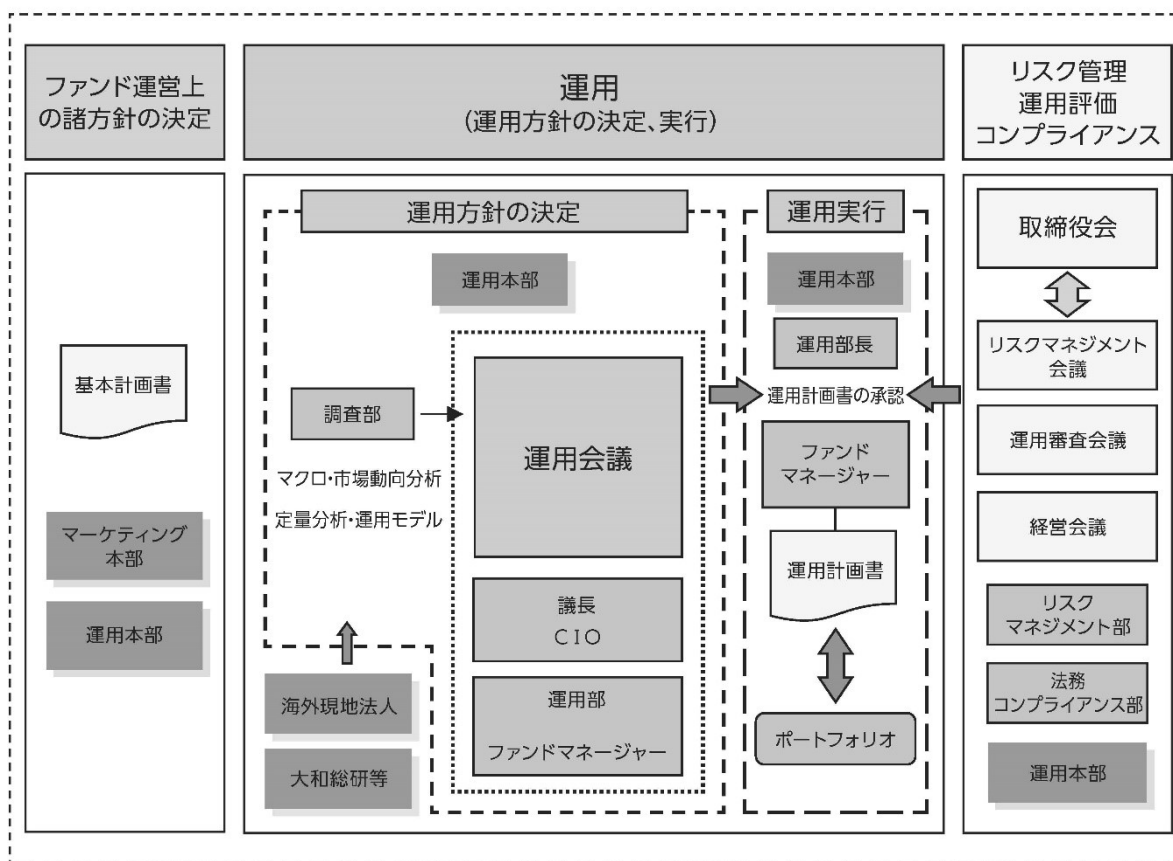 ファンド運営上
の諸方針の決定
基本計画書
マーケティング
本部
運用本部
運用
(運用方針の決定、実行)
運用方針の決定
運用本部
調査部
マクロ・市場動向分析
定量分析・運用モデル
運用会議
議長
CIO
運用部
ファンドマネージャー
海外現地法人
大和総研等
運用実行
運用本部
運用部長
運用計画書の承認
ファンド
マネージャー
運用計画書
ポートフォリオ
リスク管理
運用評価
コンプライアンス
取締役会
リスクマネジメント
会議
運用審査会議
経営会議
リスク
マネジメント部
法務
コンプライアンス部
運用本部